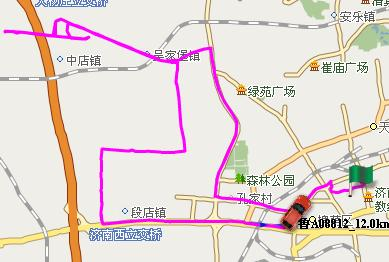 安乐镇
中店镇
吴家堡镇
绿苑广场
崔庙广场
森林公园
孔家村
段店镇
济南西立交桥
鲁A08012_12.0km